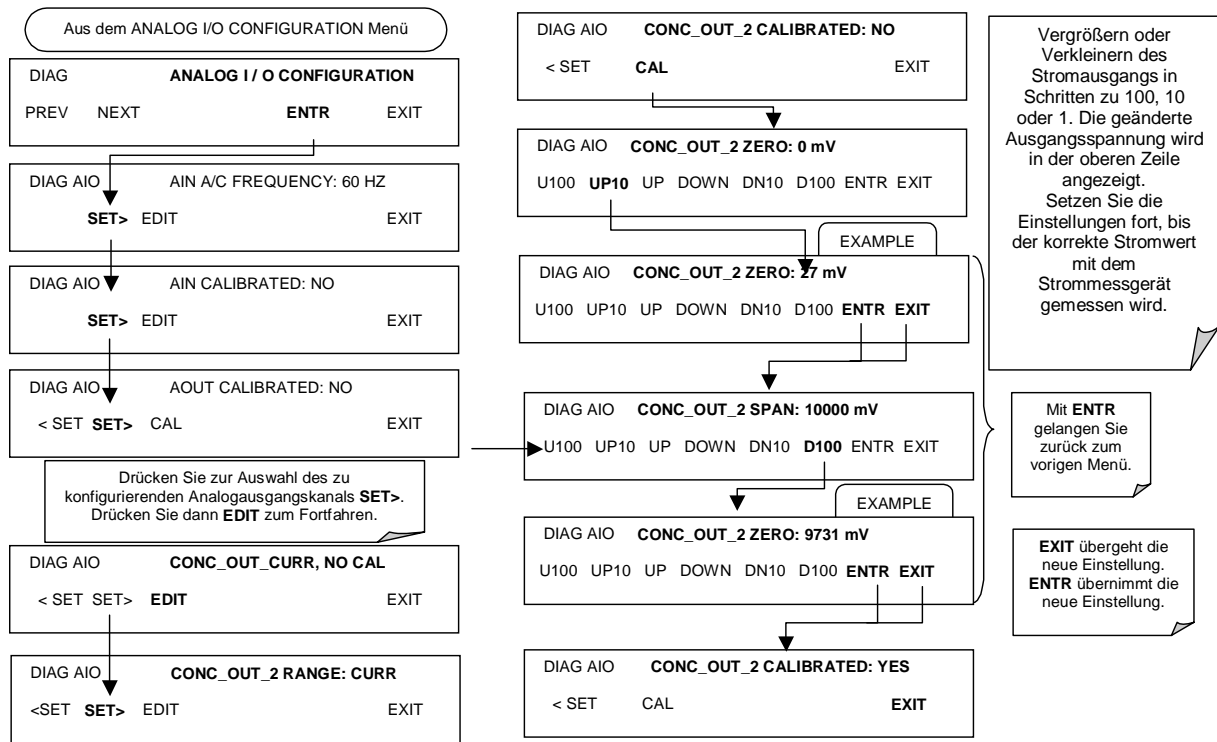 Aus dem ANALOG I/O CONFIGURATION Menü
DIAG ANALOG I / O CONFIGURATION
PREV NEXT ENTR EXIT
DIAG AIO AIN A/C FREQUENCY: 60 HZ
SET> EDIT EXIT
DIAG AIO AIN CALIBRATED: NO
SET> EDIT EXIT
DIAG AIO AOUT CALIBRATED: NO
< SET SET> CAL EXIT
Drücken Sie zur Auswahl des zu
konfigurierenden Analogausgangskanals SET>.
Drücken Sie dann EDIT zum Fortfahren.
DIAG AIO CONC_OUT_CURR, NO CAL
< SET SET> EDIT EXIT
DIAG AIO CONC_OUT_2 RANGE: CURR
<SET SET> EDIT EXIT
DIAG AIO CONC_OUT_2 CALIBRATED: NO
< SET CAL EXIT
DIAG AIO CONC_OUT_2 ZERO: 0 mV
U100 UP10 UP DOWN DN10 D100 ENTR EXIT
EXAMPLE
DIAG AIO CONC_OUT_2 ZERO: 27 mV
U100 UP10 UP DOWN DN10 D100 ENTR EXIT
DIAG AIO CONC_OUT_2 SPAN: 10000 mV
U100 UP10 UP DOWN DN10 D100 ENTR EXIT
EXAMPLE
DIAG AIO CONC_OUT_2 ZERO: 9731 mV
U100 UP10 UP DOWN DN10 D100 ENTR EXIT
DIAG AIO CONC_OUT_2 CALIBRATED: YES
< SET CAL EXIT
Vergrößern oder
Verkleinern des
Stromausgangs in
Schritten zu 100, 10
oder 1. Die geänderte
Ausgangsspannung wird
in der oberen Zeile
angezeigt.
Setzen Sie die
Einstellungen fort, bis
der korrekte Stromwert
mit dem
Strommessgerät
gemessen wird.
Mit ENTR
gelangen Sie
zurück zum
vorigen Menü.
EXIT übergeht die
neue Einstellung.
ENTR übernimmt die
neue Einstellung.